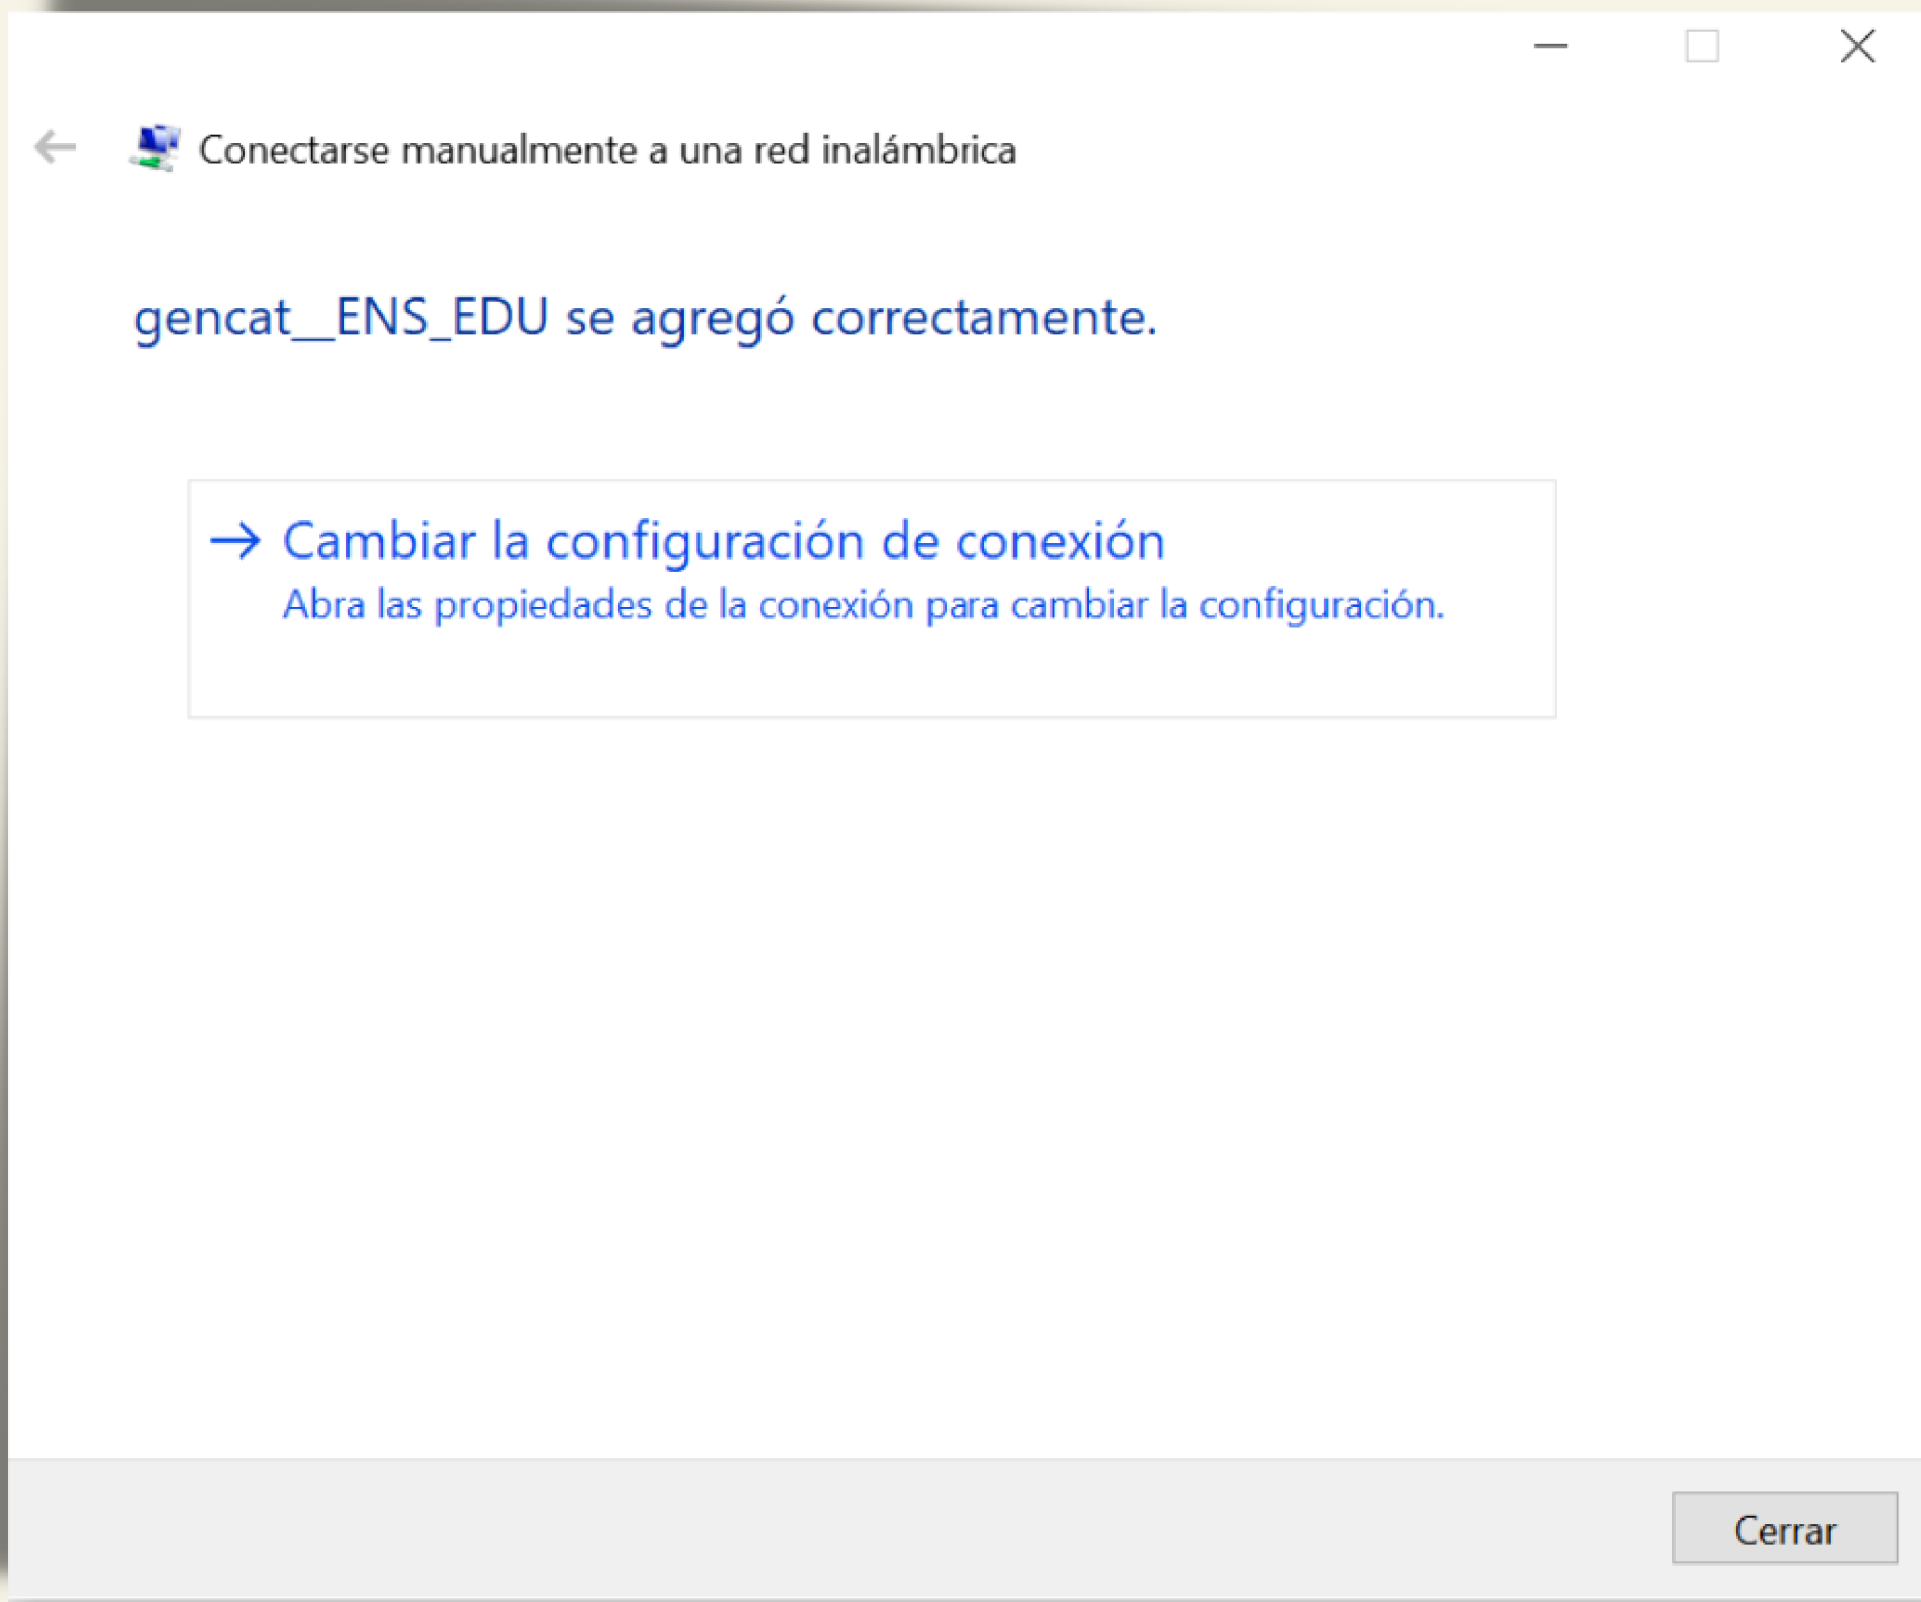 Conectarse manualmente a una red inalámbrica
gencat__ENS_EDU se agregó correctamente.
→ Cambiar la configuración de conexión
Abra las propiedades de la conexión para cambiar la configuración.
Cerrar